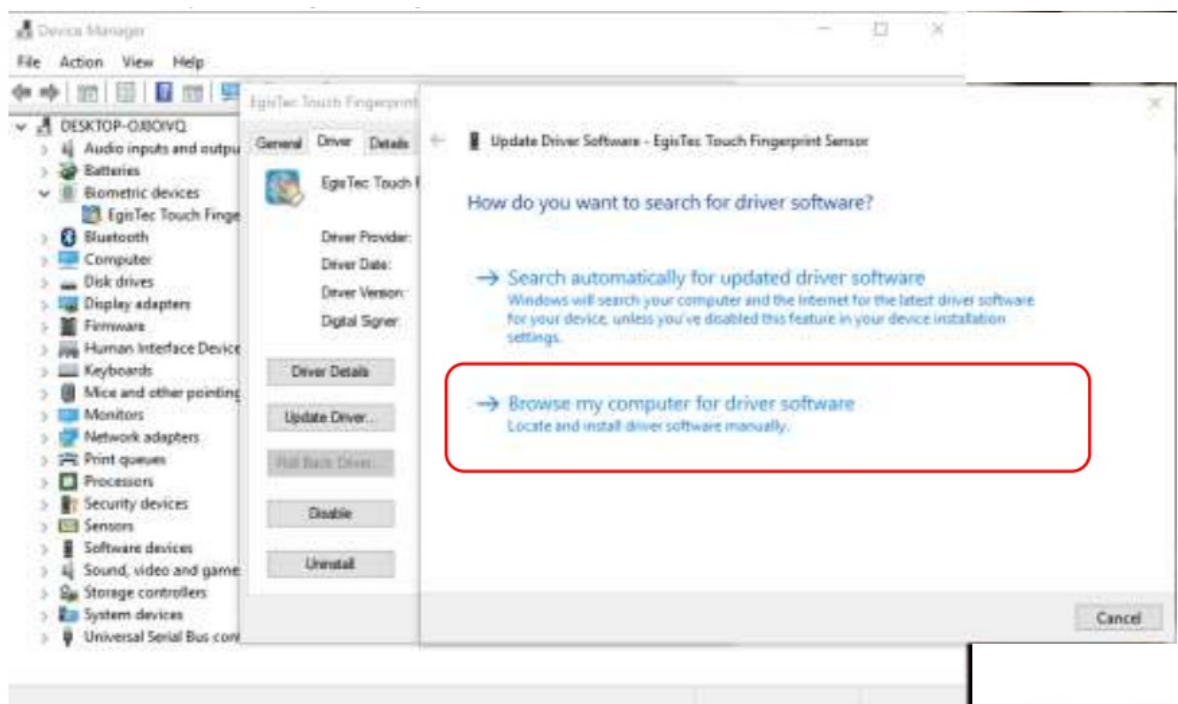 Device Manager
File Action View Help
DESKTOP-OJ8OIVQ
Audio inputs and outpu
Batteries
Biometric devices
EgisTec Touch Finge
Bluetooth
Computer
Disk drives
Display adapters
Firmware
Human Interface Device
Keyboards
Mice and other pointing
Monitors
Network adapters
Print queues
Processors
Security devices
Sensors
Software devices
Sound, video and game
Storage controllers
System devices
Universal Serial Bus con
EgisTec Touch Fingerprint
General Driver Details
EgisTec Touch F
Driver Provider:
Driver Date:
Driver Version:
Digital Signer:
Driver Details
Update Driver...
Roll Back Driver...
Disable
Uninstall
Update Driver Software - EgisTec Touch Fingerprint Sensor
How do you want to search for driver software?
Search automatically for updated driver software
Windows will search your computer and the Internet for the latest driver software
for your device, unless you've disabled this feature in your device installation
settings.
Browse my computer for driver software
Locate and install driver software manually.
Cancel